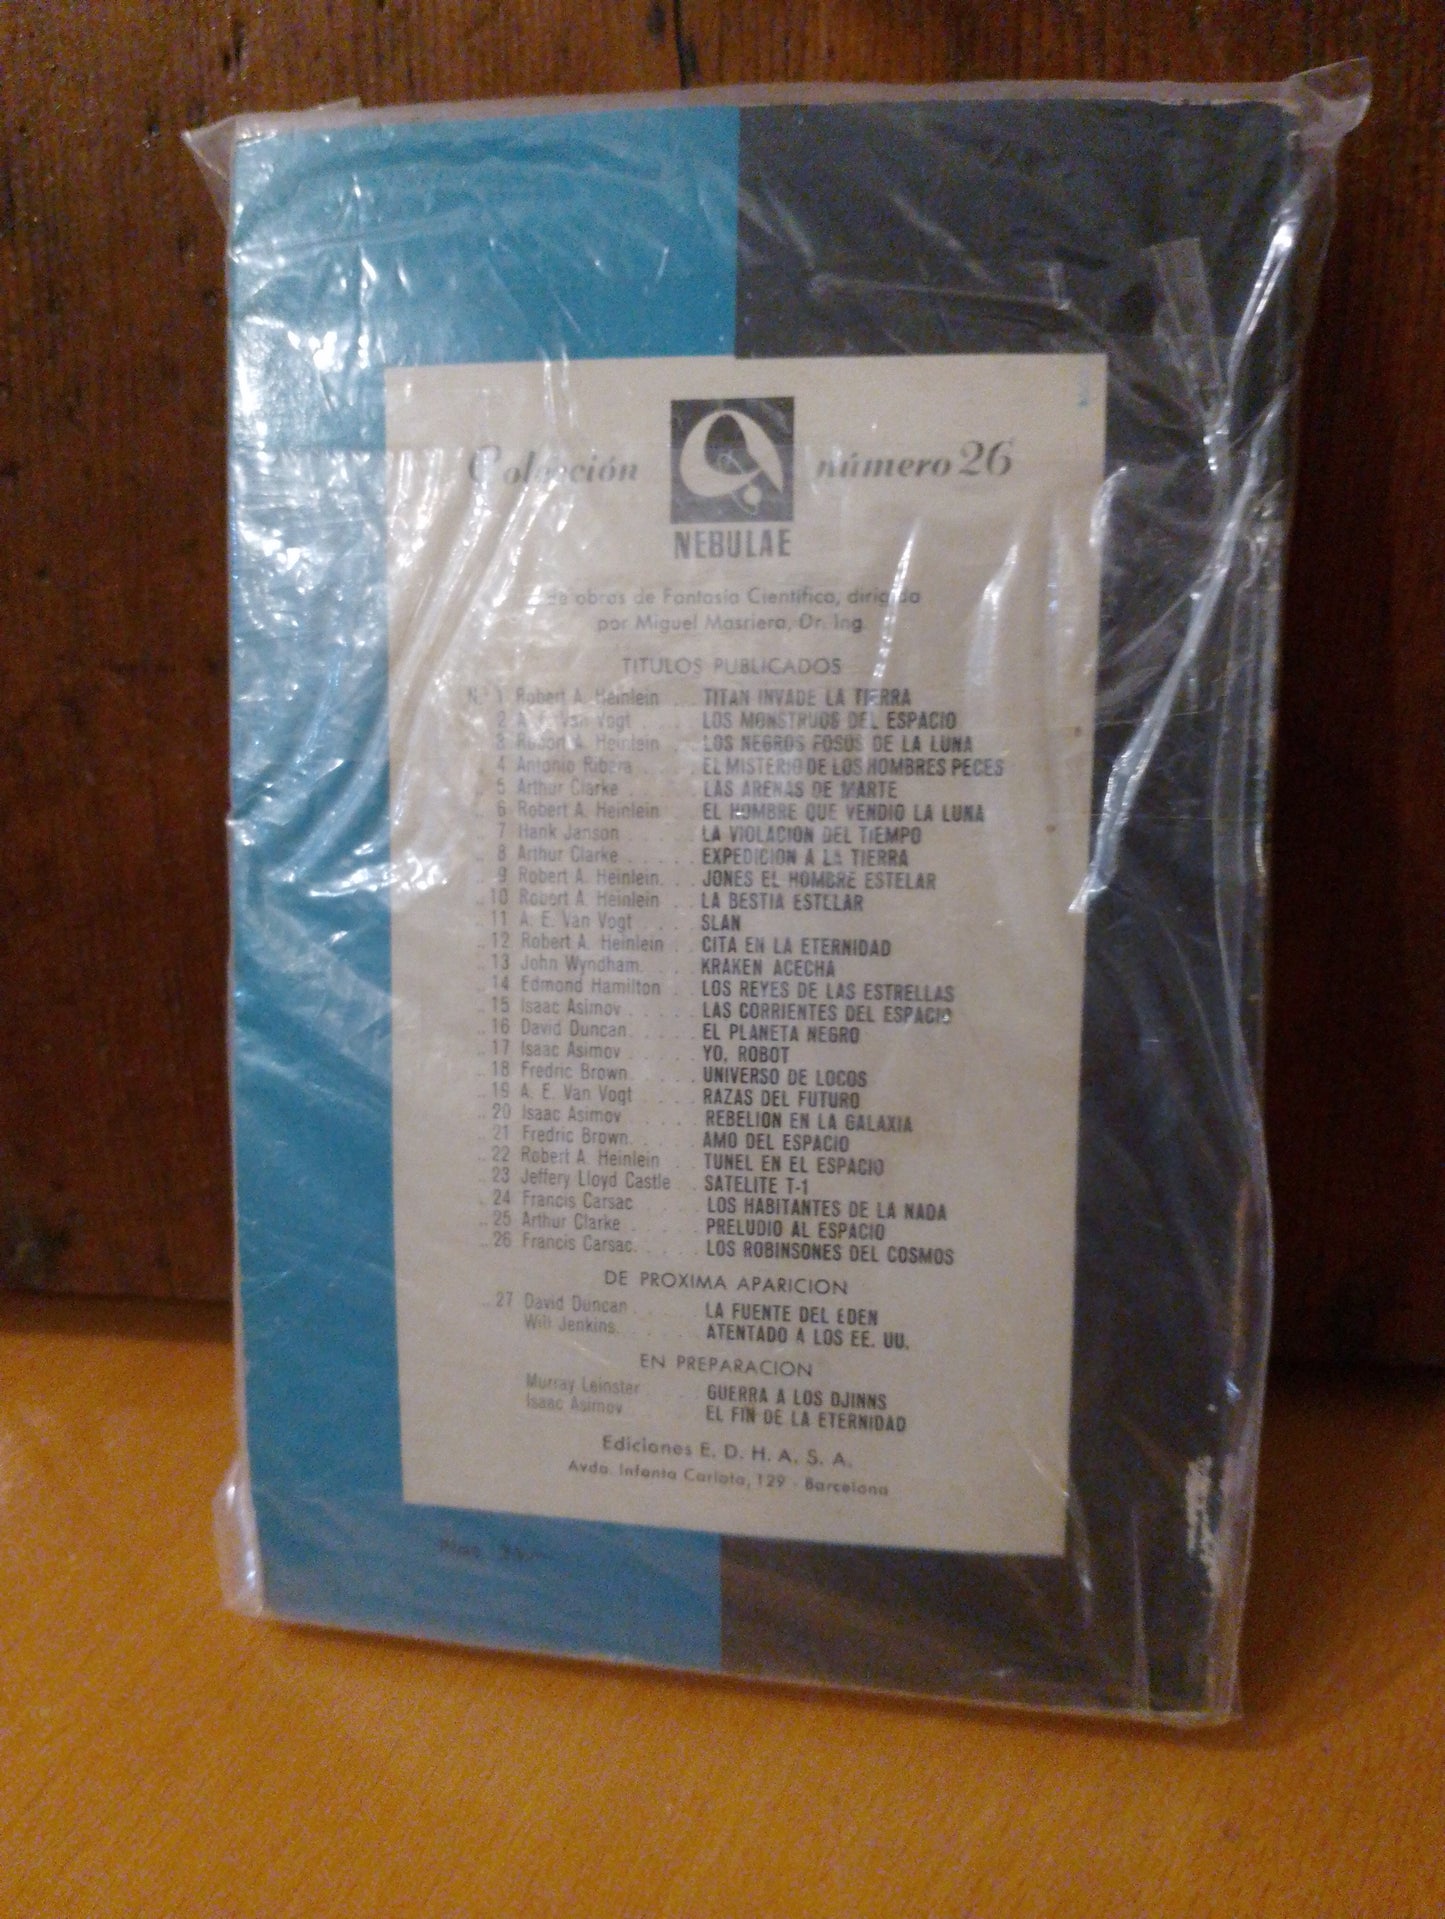 Colección número 26
NEBULAE
de obras de Fantasía Científica, dirigida
por Miguel Masriera, Dr. Ing.
TITULOS PUBLICADOS
N.º 1 Robert A. Heinlein . . . TITAN INVADE LA TIERRA
2 A. E. Van Vogt . . . . LOS MONSTRUOS DEL ESPACIO
3 Robert A. Heinlein . . LOS NEGROS FOSOS DE LA LUNA
.. 4 Antonio Ribera . . . . . EL MISTERIO DE LOS HOMBRES PECES
.. 5 Arthur Clarke . . . . . LAS ARENAS DE MARTE
.. 6 Robert A. Heinlein . . . EL HOMBRE QUE VENDIO LA LUNA
.. 7 Hank Janson . . . . . LA VIOLACION DEL TIEMPO
.. 8 Arthur Clarke . . . . . EXPEDICION A LA TIERRA
.. 9 Robert A. Heinlein. . . JONES EL HOMBRE ESTELAR
.. 10 Robert A. Heinlein . . . LA BESTIA ESTELAR
.. 11 A. E. Van Vogt . . . . SLAN
.. 12 Robert A. Heinlein . . CITA EN LA ETERNIDAD
.. 13 John Wyndham. . . . . KRAKEN ACECHA
.. 14 Edmond Hamilton . . LOS REYES DE LAS ESTRELLAS
.. 15 Isaac Asimov . . . . . LAS CORRIENTES DEL ESPACIO
.. 16 David Duncan. . . . . EL PLANETA NEGRO
.. 17 Isaac Asimov . . . . . YO, ROBOT
.. 18 Fredric Brown. . . . . UNIVERSO DE LOCOS
.. 19 A. E. Van Vogt . . . . RAZAS DEL FUTURO
.. 20 Isaac Asimov . . . . . REBELION EN LA GALAXIA
.. 21 Fredric Brown. . . . . AMO DEL ESPACIO
.. 22 Robert A. Heinlein . . TUNEL EN EL ESPACIO
.. 23 Jeffery Lloyd Castle . . SATELITE T-1
.. 24 Francis Carsac . . . . LOS HABITANTES DE LA NADA
.. 25 Arthur Clarke . . . . . PRELUDIO AL ESPACIO
.. 26 Francis Carsac. . . . . LOS ROBINSONES DEL COSMOS
DE PROXIMA APARICION
.. 27 David Duncan . . . . . LA FUENTE DEL EDEN
Will Jenkins. . . . . . ATENTADO A LOS EE. UU.
EN PREPARACION
Murray Leinster . . . . GUERRA A LOS DJINNS
Isaac Asimov . . . . . EL FIN DE LA ETERNIDAD
Ediciones E. D. H. A. S. A.
Avda. Infanta Carlota, 129 - Barcelona